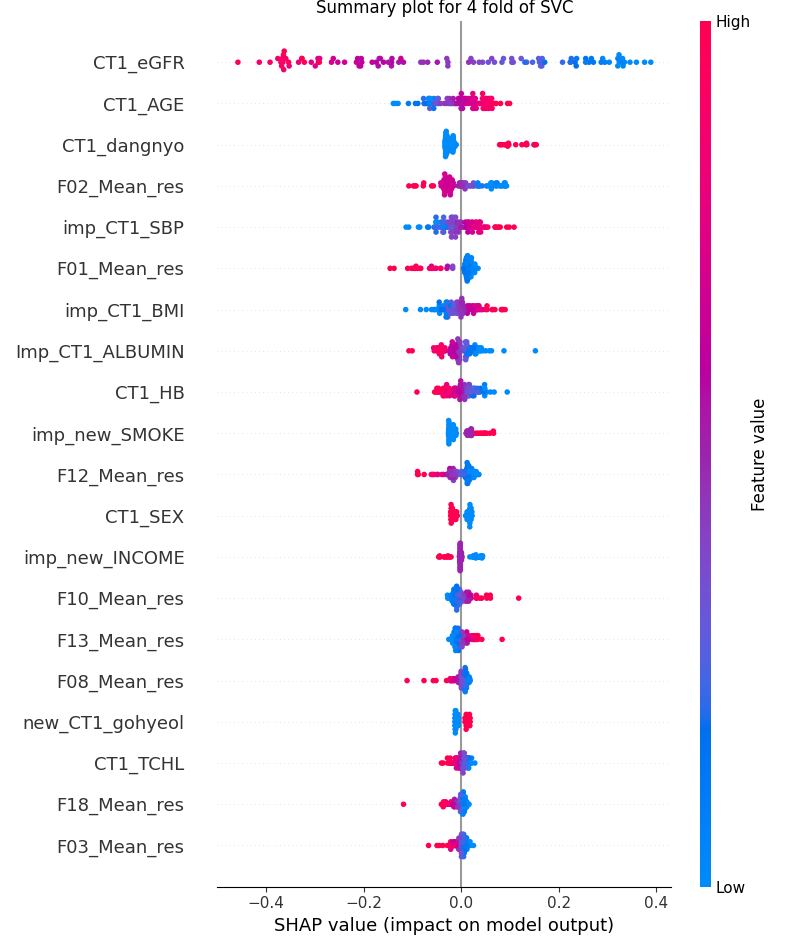 Summary plot for 4 fold of SVC
High
CT1_eGFR
CT1_AGE
CT1_dangnyo
F02_Mean_res
imp_CT1_SBP
F01_Mean_res
imp_CT1_BMI
Imp_CT1_ALBUMIN
CT1_HB
imp_new_SMOKE
F12_Mean_res
CT1_SEX
imp_new_INCOME
F10_Mean_res
F13_Mean_res
F08_Mean_res
new_CT1_gohyeol
CT1_TCHL
F18_Mean_res
F03_Mean_res
Feature value
Low
−0.4 −0.2 0.0 0.2 0.4
SHAP value (impact on model output)